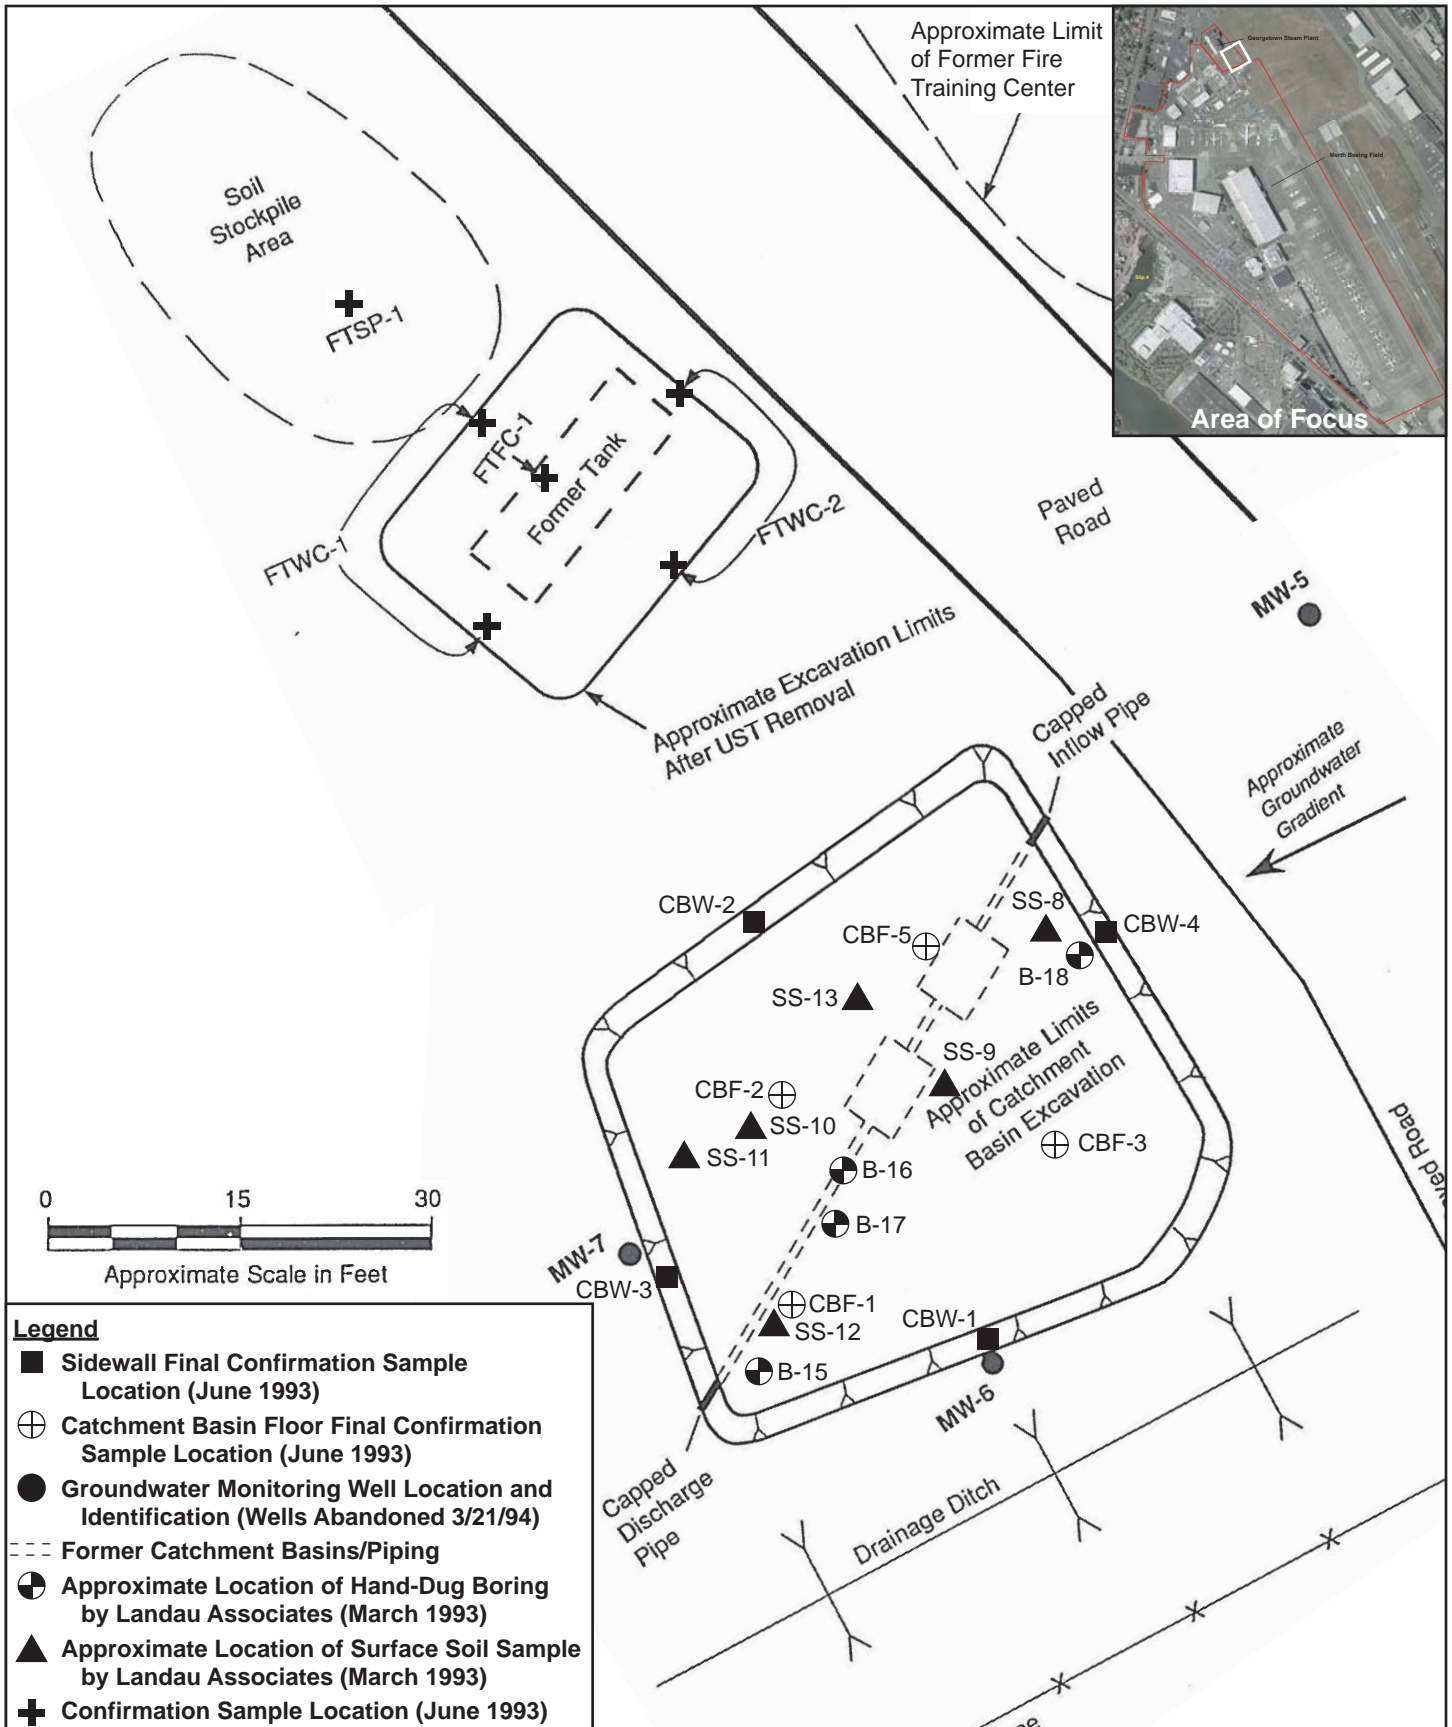 Approximate Limit
of Former Fire
Training Center
Georgetown Steam Plant
North Boeing Field
Slip 4
Area of Focus
Soil
Stockpile
Area
FTSP-1
FTFC-1
Former Tank
FTWC-1
FTWC-2
Paved
Road
MW-5
Approximate Excavation Limits
After UST Removal
Capped
Inflow Pipe
Approximate
Groundwater
Gradient
CBW-2
CBF-5
SS-8
CBW-4
B-18
SS-13
SS-9
Approximate Limits
of Catchment
Basin Excavation
CBF-2
SS-10
SS-11
CBF-3
B-16
B-17
MW-7
CBW-3
CBF-1
SS-12
CBW-1
B-15
MW-6
Capped
Discharge
Pipe
Drainage Ditch
0 15 30
Approximate Scale in Feet
Legend
Sidewall Final Confirmation Sample
Location (June 1993)
Catchment Basin Floor Final Confirmation
Sample Location (June 1993)
Groundwater Monitoring Well Location and
Identification (Wells Abandoned 3/21/94)
Former Catchment Basins/Piping
Approximate Location of Hand-Dug Boring
by Landau Associates (March 1993)
Approximate Location of Surface Soil Sample
by Landau Associates (March 1993)
Confirmation Sample Location (June 1993)